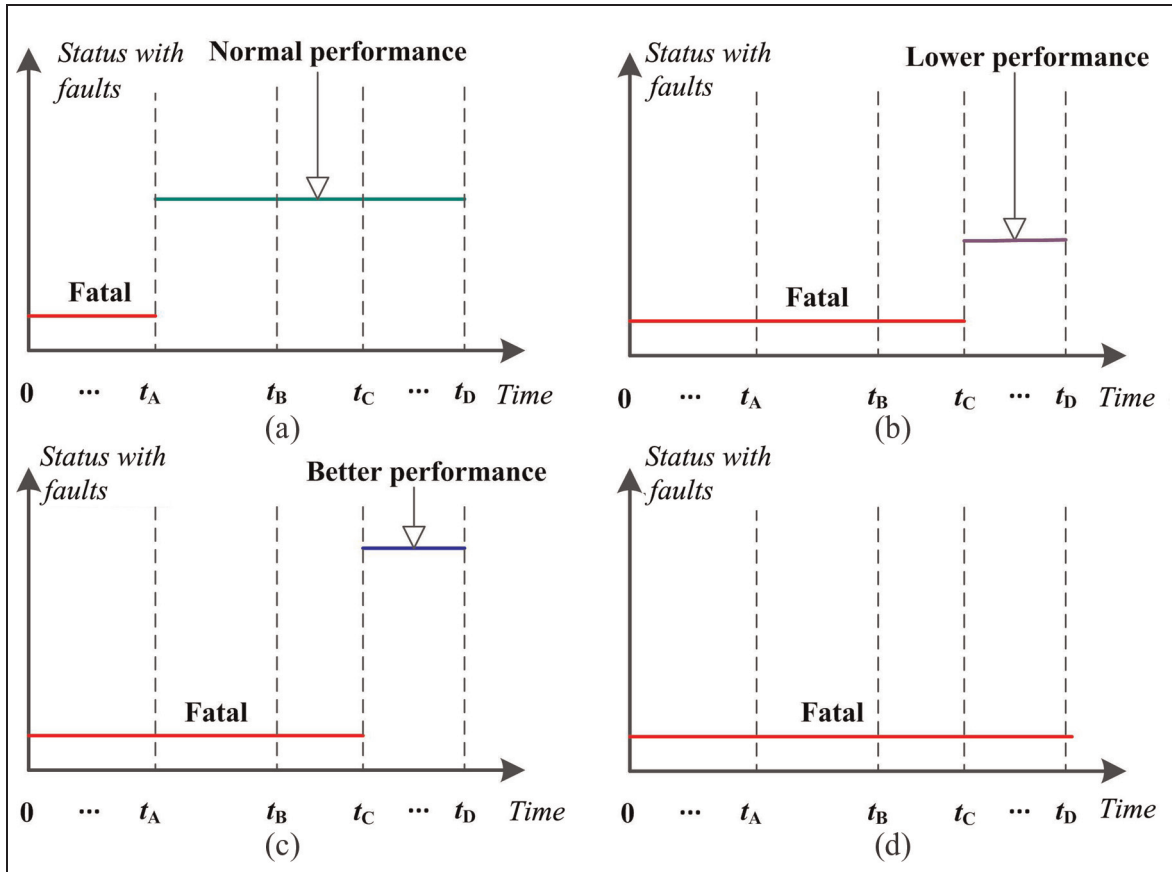 Status with
faults
Normal performance
Fatal
0 ... tA tB tC ... tD Time
(a)
Status with
faults
Lower performance
Fatal
0 ... tA tB tC ... tD Time
(b)
Status with
faults
Better performance
Fatal
0 ... tA tB tC ... tD Time
(c)
Status with
faults
Fatal
0 ... tA tB tC ... tD Time
(d)